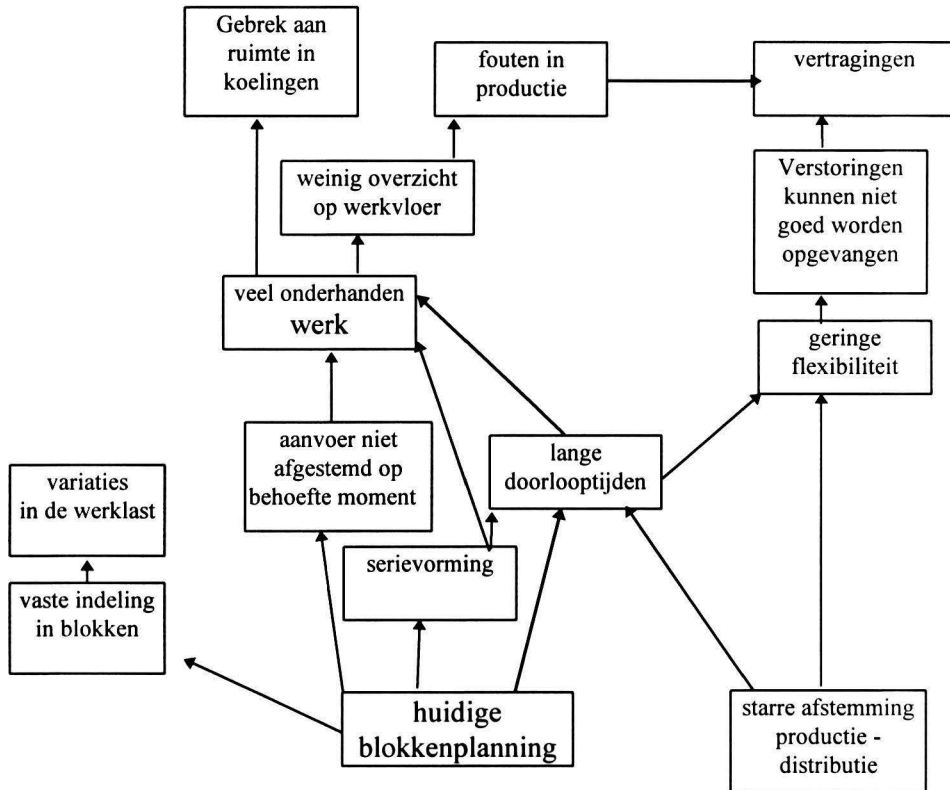 Gebrek aan
ruimte in
koelingen
fouten in
productie
vertragingen
weinig overzicht
op werkvloer
Verstoringen
kunnen niet
goed worden
opgevangen
veel onderhanden
werk
geringe
flexibiliteit
aanvoer niet
afgestemd op
behoefte moment
lange
doorlooptijden
variaties
in de werklast
serievorming
vaste indeling
in blokken
huidige
blokkenplanning
starre afstemming
productie -
distributie